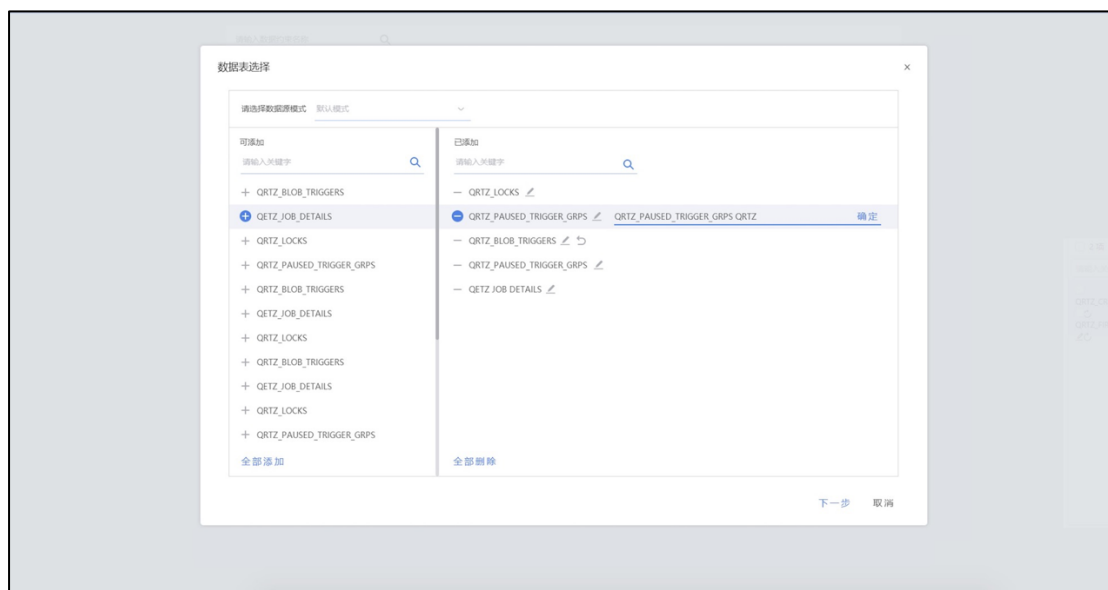 数据表选择
请选择数据源模式 默认模式
可添加
请输入关键字
QRTZ_BLOB_TRIGGERS
QETZ_JOB_DETAILS
QRTZ_LOCKS
QRTZ_PAUSED_TRIGGER_GRPS
QRTZ_BLOB_TRIGGERS
QETZ_JOB_DETAILS
QRTZ_LOCKS
QRTZ_BLOB_TRIGGERS
QETZ_JOB_DETAILS
QRTZ_LOCKS
QRTZ_PAUSED_TRIGGER_GRPS
全部添加
已添加
请输入关键字
QRTZ_LOCKS
QRTZ_PAUSED_TRIGGER_GRPS QRTZ_PAUSED_TRIGGER_GRPS QRTZ 确定
QRTZ_BLOB_TRIGGERS
QRTZ_PAUSED_TRIGGER_GRPS
QETZ JOB DETAILS
全部删除
下一步 取消